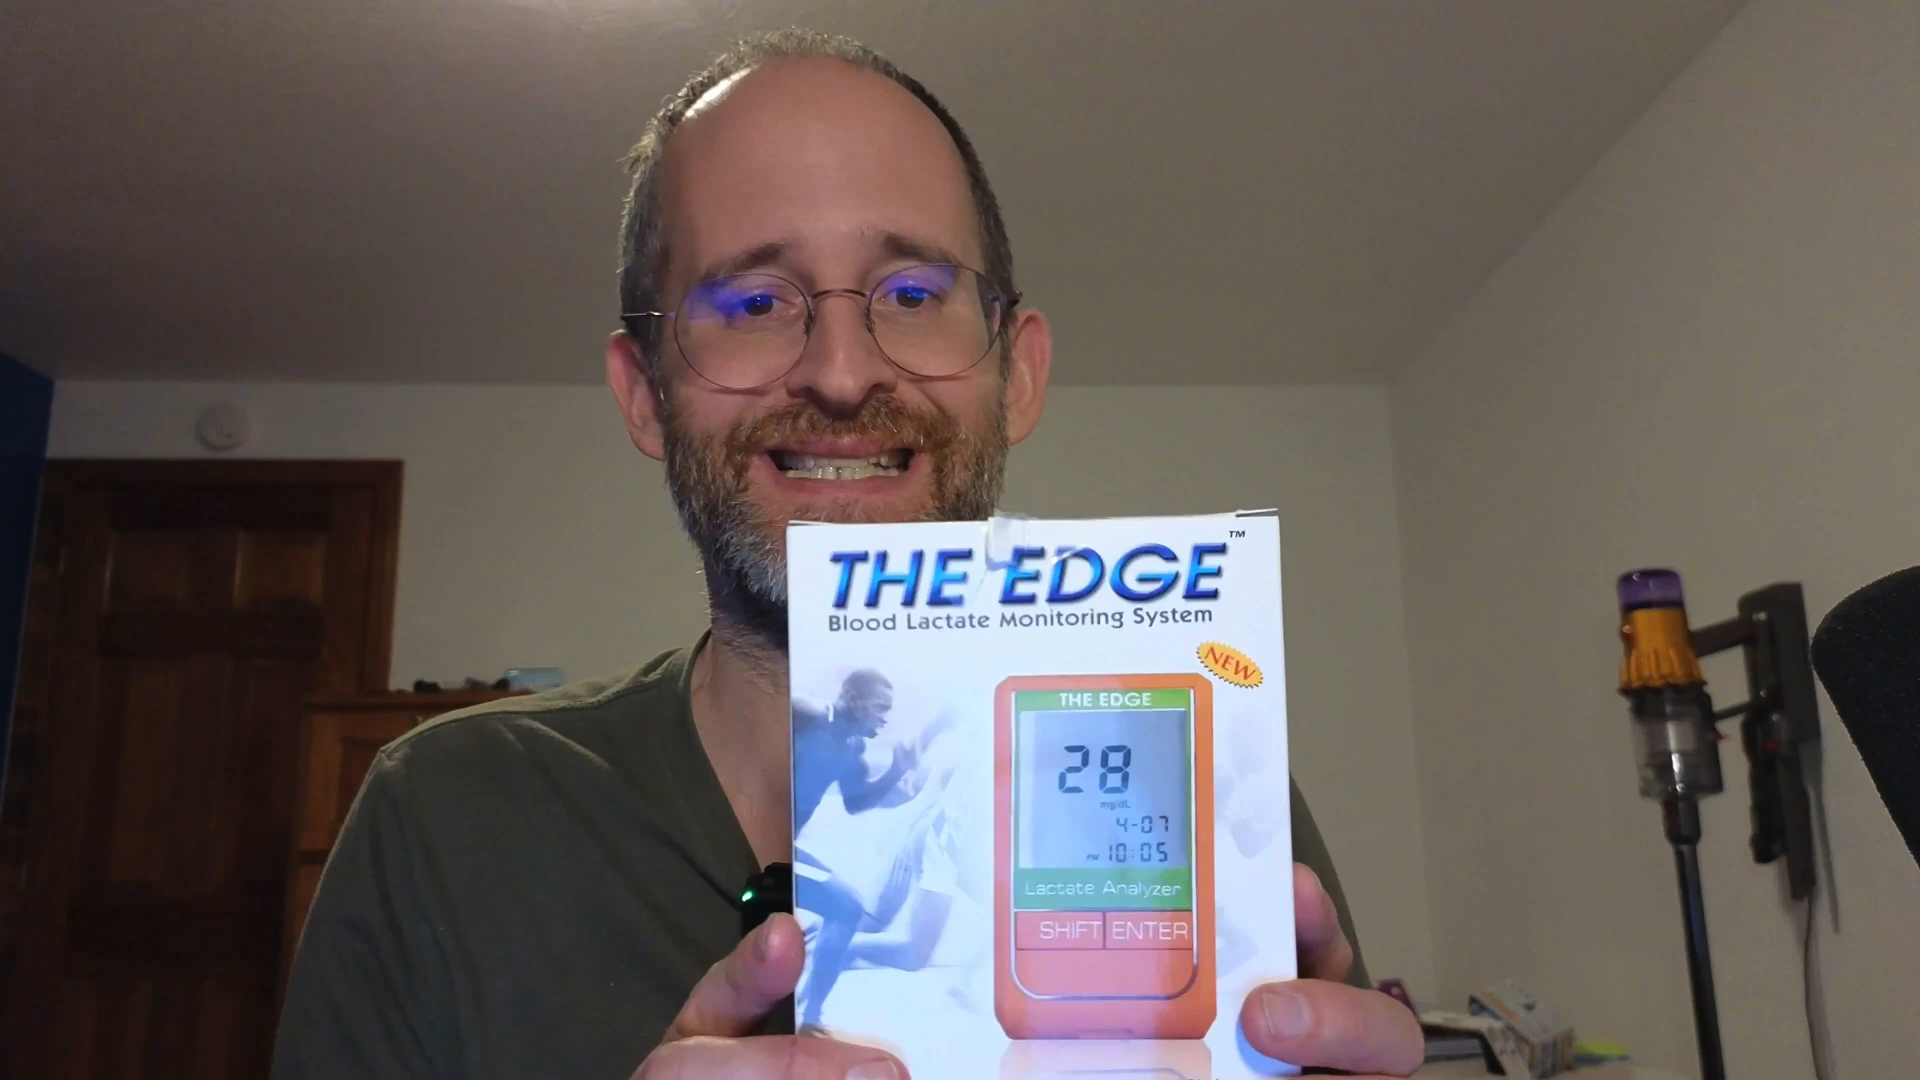 THE EDGE™
Blood Lactate Monitoring System
NEW
THE EDGE
28
mg/dL
4-07
PM 10:05
Lactate Analyzer
SHIFT ENTER